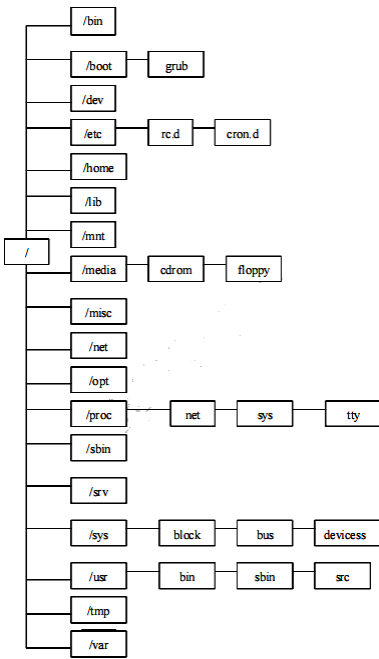 /bin
/boot grub
/dev
/etc rc.d cron.d
/home
/lib
/mnt
/
/media cdrom floppy
/misc
/net
/opt
/proc net sys tty
/sbin
/srv
/sys block bus devicess
/usr bin sbin src
/tmp
/var